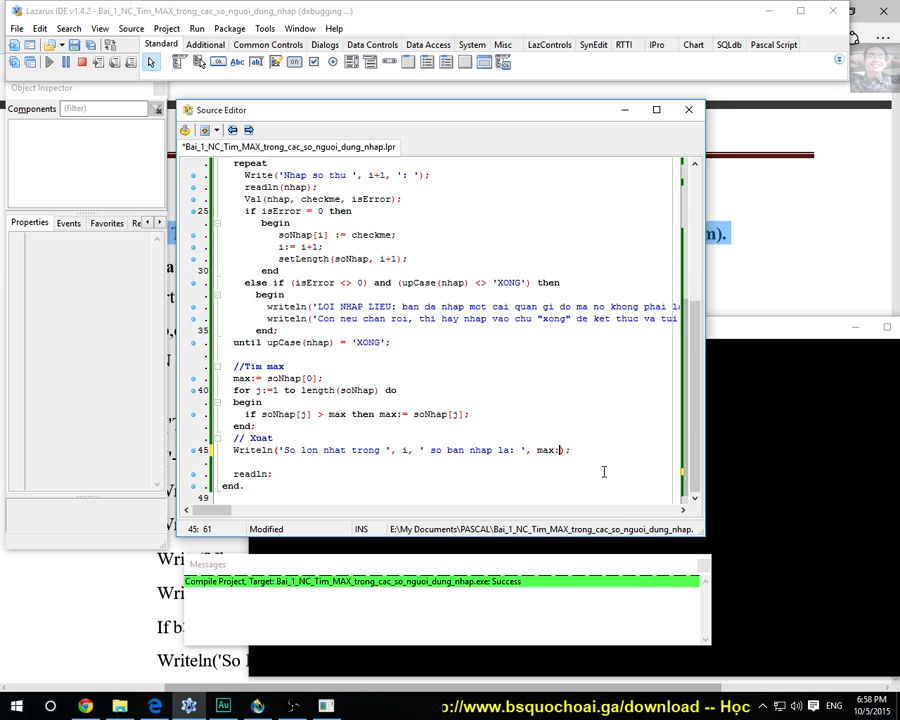 Lazarus IDE v1.4.2 - Bai_1_NC_Tim_MAX_trong_cac_so_nguoi_dung_nhap (debugging ...)
File Edit Search View Source Project Run Package Tools Window Help
Standard Additional Common Controls Dialogs Data Controls Data Access System Misc LazControls SynEdit RTTI IPro Chart SQLdb Pascal Script
Abc
Object Inspector
Components (filter)
Properties Events Favorites Re
Source Editor
*Bai_1_NC_Tim_MAX_trong_cac_so_nguoi_dung_nhap.lpr
repeat
Write('Nhap so thu ', i+1, ': ');
readln(nhap);
Val(nhap, checkme, isError);
25 if isError = 0 then
begin
soNhap[i] := checkme;
i:= i+1;
setLength(soNhap, i+1);
30 end
else if (isError <> 0) and (upCase(nhap) <> 'XONG') then
begin
writeln('LOI NHAP LIEU: ban da nhap mot cai quan gi do ma no khong phai la
writeln('Con neu chan roi, thi hay nhap vao chu "xong" de ket thuc va tui
35 end;
until upCase(nhap) = 'XONG';
//Tim max
max:= soNhap[0];
40 for j:=1 to length(soNhap) do
begin
if soNhap[j] > max then max:= soNhap[j];
end;
// Xuat
45 Writeln('So lon nhat trong ', i, ' so ban nhap la: ', max:);
readln;
end.
49
45: 61 Modified INS E:\My Documents\PASCAL\Bai_1_NC_Tim_MAX_trong_cac_so_nguoi_dung_nhap.
m).
Messages
Compile Project, Target: Bai_1_NC_Tim_MAX_trong_cac_so_nguoi_dung_nhap.exe: Success
Writeln('So
http://www.bsquochoai.ga/download -- Học
ENG
6:58 PM
10/5/2015